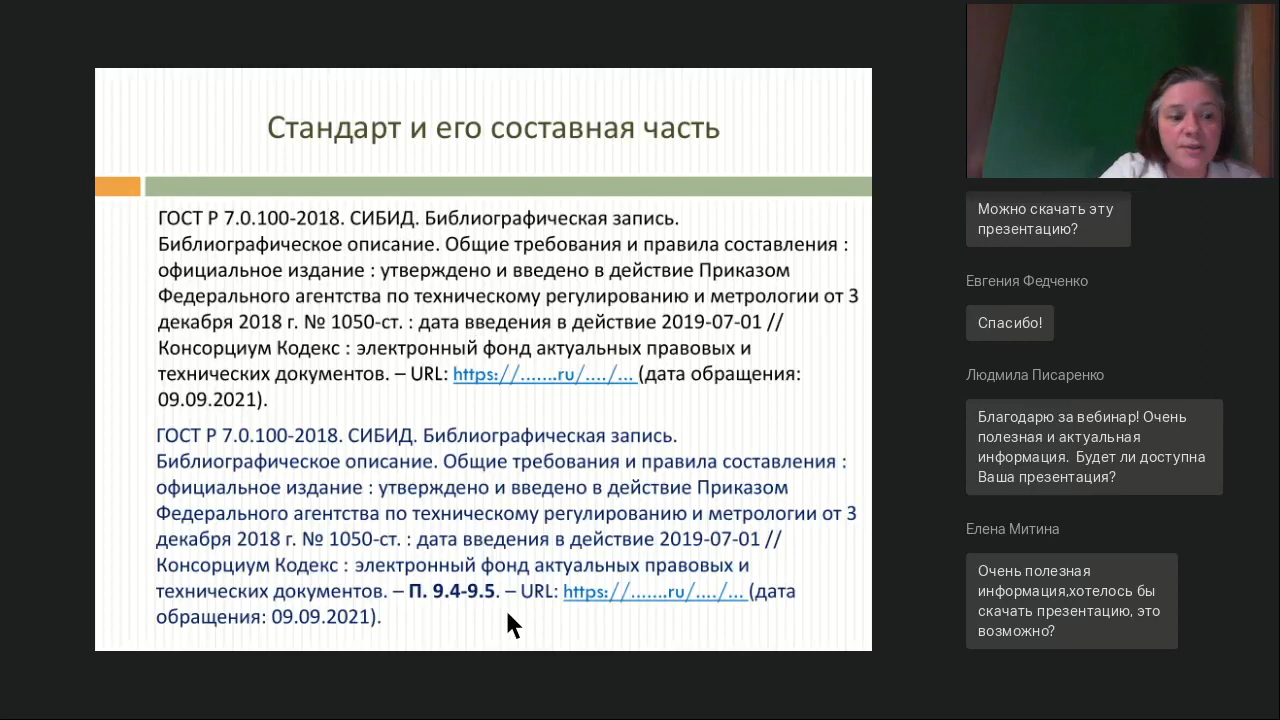 Стандарт и его составная часть
ГОСТ Р 7.0.100-2018. СИБИД. Библиографическая запись.
Библиографическое описание. Общие требования и правила составления :
официальное издание : утверждено и введено в действие Приказом
Федерального агентства по техническому регулированию и метрологии от 3
декабря 2018 г. № 1050-ст. : дата введения в действие 2019-07-01 //
Консорциум Кодекс : электронный фонд актуальных правовых и
технических документов. – URL: https://.......ru/..../... (дата обращения:
09.09.2021).
ГОСТ Р 7.0.100-2018. СИБИД. Библиографическая запись.
Библиографическое описание. Общие требования и правила составления :
официальное издание : утверждено и введено в действие Приказом
Федерального агентства по техническому регулированию и метрологии от 3
декабря 2018 г. № 1050-ст. : дата введения в действие 2019-07-01 //
Консорциум Кодекс : электронный фонд актуальных правовых и
технических документов. – П. 9.4-9.5. – URL: https://.......ru/..../... (дата
обращения: 09.09.2021).
Можно скачать эту
презентацию?
Евгения Федченко
Спасибо!
Людмила Писаренко
Благодарю за вебинар! Очень
полезная и актуальная
информация. Будет ли доступна
Ваша презентация?
Елена Митина
Очень полезная
информация,хотелось бы
скачать презентацию, это
возможно?